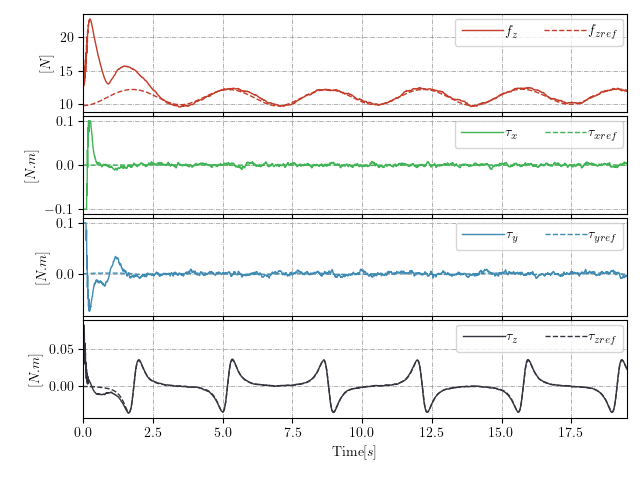 f_z f_zref
20
15
10
[N]
τ_x τ_xref
0.1
0.0
−0.1
[N.m]
τ_y τ_yref
0.1
0.0
[N.m]
τ_z τ_zref
0.05
0.00
[N.m]
0.0 2.5 5.0 7.5 10.0 12.5 15.0 17.5
Time[s]